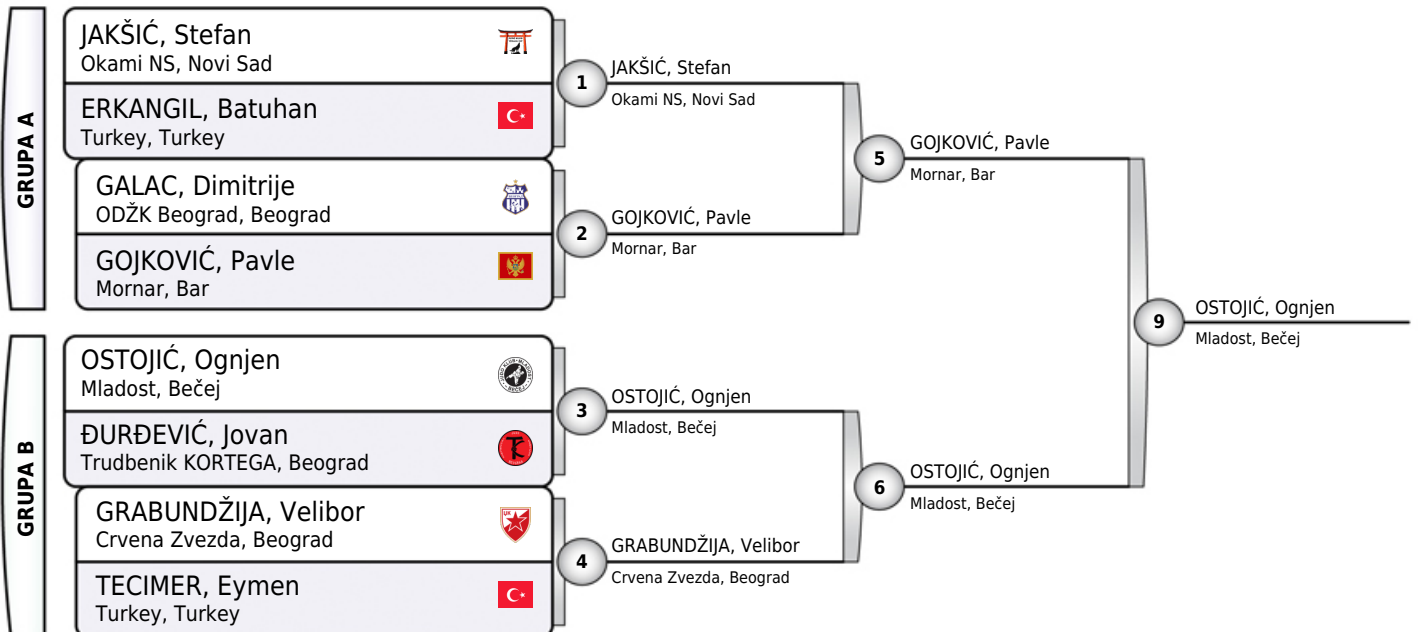 GRUPA A
JAKŠIĆ, Stefan
Okami NS, Novi Sad
ERKANGIL, Batuhan
Turkey, Turkey
GALAC, Dimitrije
ODŽK Beograd, Beograd
GOJKOVIĆ, Pavle
Mornar, Bar
GRUPA B
OSTOJIĆ, Ognjen
Mladost, Bečej
ĐURĐEVIĆ, Jovan
Trudbenik KORTEGA, Beograd
GRABUNDŽIJA, Velibor
Crvena Zvezda, Beograd
TECIMER, Eymen
Turkey, Turkey
1
JAKŠIĆ, Stefan
Okami NS, Novi Sad
2
GOJKOVIĆ, Pavle
Mornar, Bar
3
OSTOJIĆ, Ognjen
Mladost, Bečej
4
GRABUNDŽIJA, Velibor
Crvena Zvezda, Beograd
5
GOJKOVIĆ, Pavle
Mornar, Bar
6
OSTOJIĆ, Ognjen
Mladost, Bečej
9
OSTOJIĆ, Ognjen
Mladost, Bečej